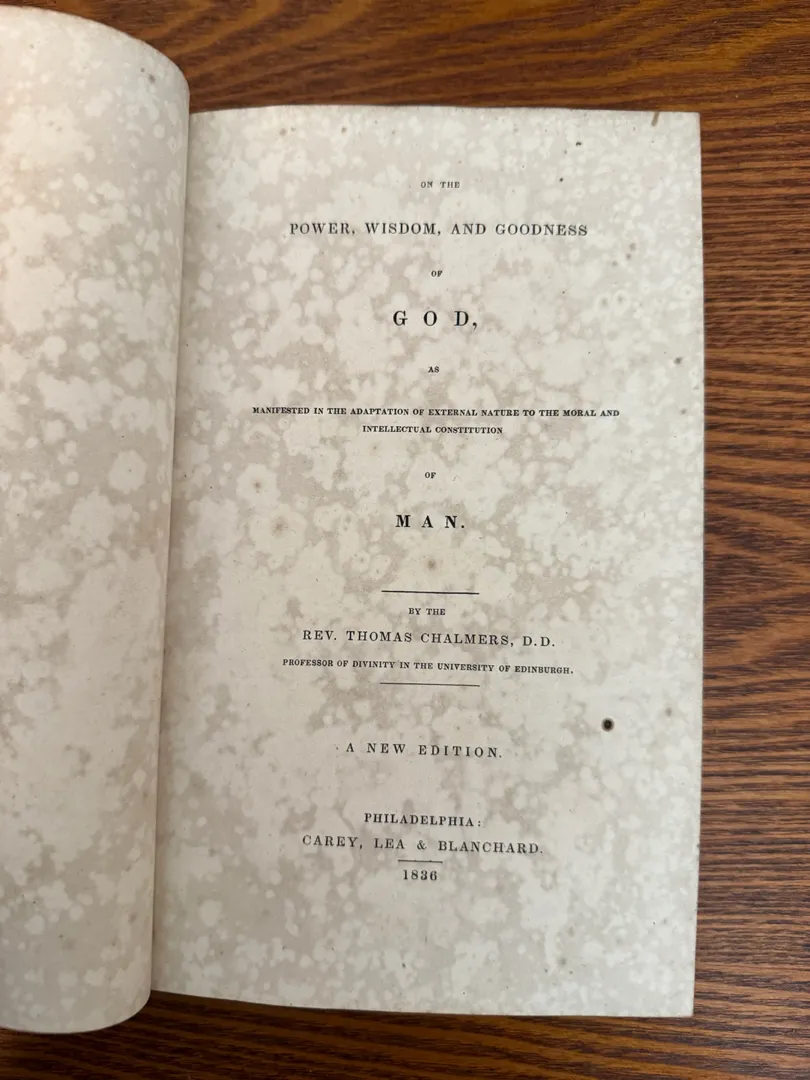 ON THE
POWER, WISDOM, AND GOODNESS
OF
GOD,
AS
MANIFESTED IN THE ADAPTATION OF EXTERNAL NATURE TO THE MORAL AND
INTELLECTUAL CONSTITUTION
OF
MAN.
BY THE
REV. THOMAS CHALMERS, D.D.
PROFESSOR OF DIVINITY IN THE UNIVERSITY OF EDINBURGH.
A NEW EDITION.
PHILADELPHIA:
CAREY, LEA & BLANCHARD.
1836